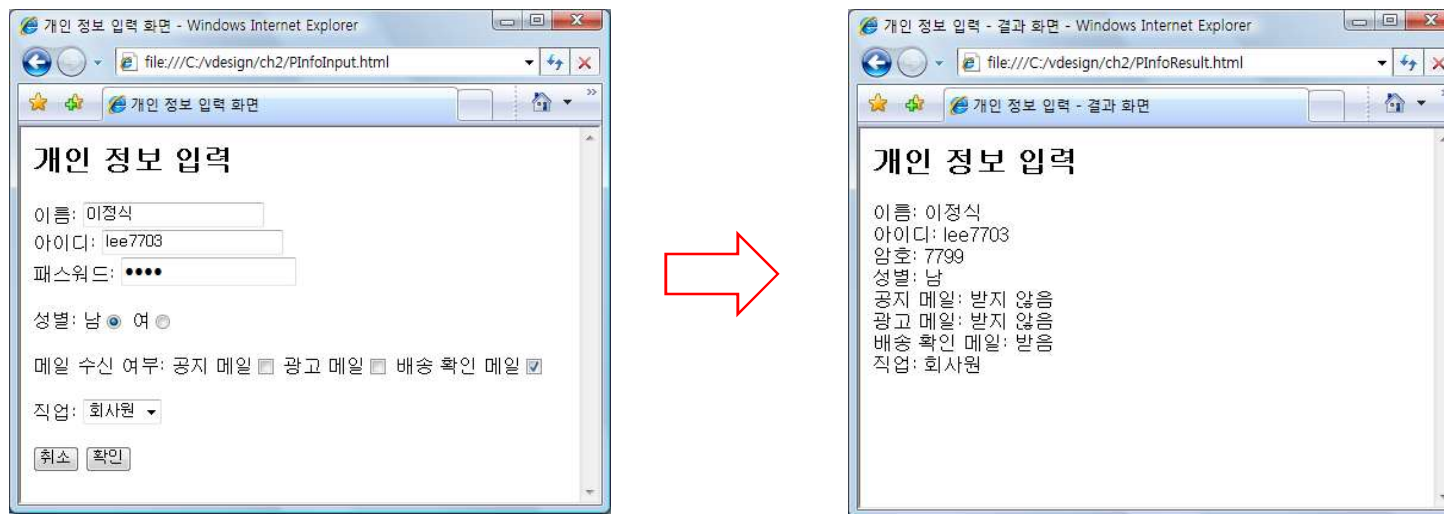 개인 정보 입력 화면 - Windows Internet Explorer
file:///C:/vdesign/ch2/PInfoInput.html
개인 정보 입력 화면
개인 정보 입력
이름: 이정식
아이디: lee7703
패스워드: ••••
성별: 남 여
메일 수신 여부: 공지 메일 광고 메일 배송 확인 메일
직업: 회사원
취소 확인
개인 정보 입력 - 결과 화면 - Windows Internet Explorer
file:///C:/vdesign/ch2/PInfoResult.html
개인 정보 입력 - 결과 화면
개인 정보 입력
이름: 이정식
아이디: lee7703
암호: 7799
성별: 남
공지 메일: 받지 않음
광고 메일: 받지 않음
배송 확인 메일: 받음
직업: 회사원